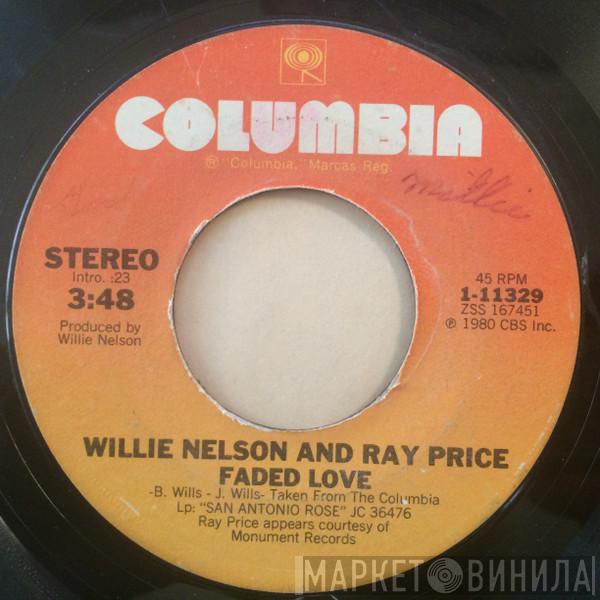 COLUMBIA
® "Columbia," Marcas Reg.
Millie
STEREO
Intro. :23
3:48
Produced by
Willie Nelson
45 RPM
1-11329
ZSS 167451
℗ 1980 CBS Inc.
WILLIE NELSON AND RAY PRICE
FADED LOVE
-B. Wills - J. Wills- Taken From The Columbia
Lp: "SAN ANTONIO ROSE" JC 36476
Ray Price appears courtesy of
Monument Records
МАРКЕТ ВИНИЛА